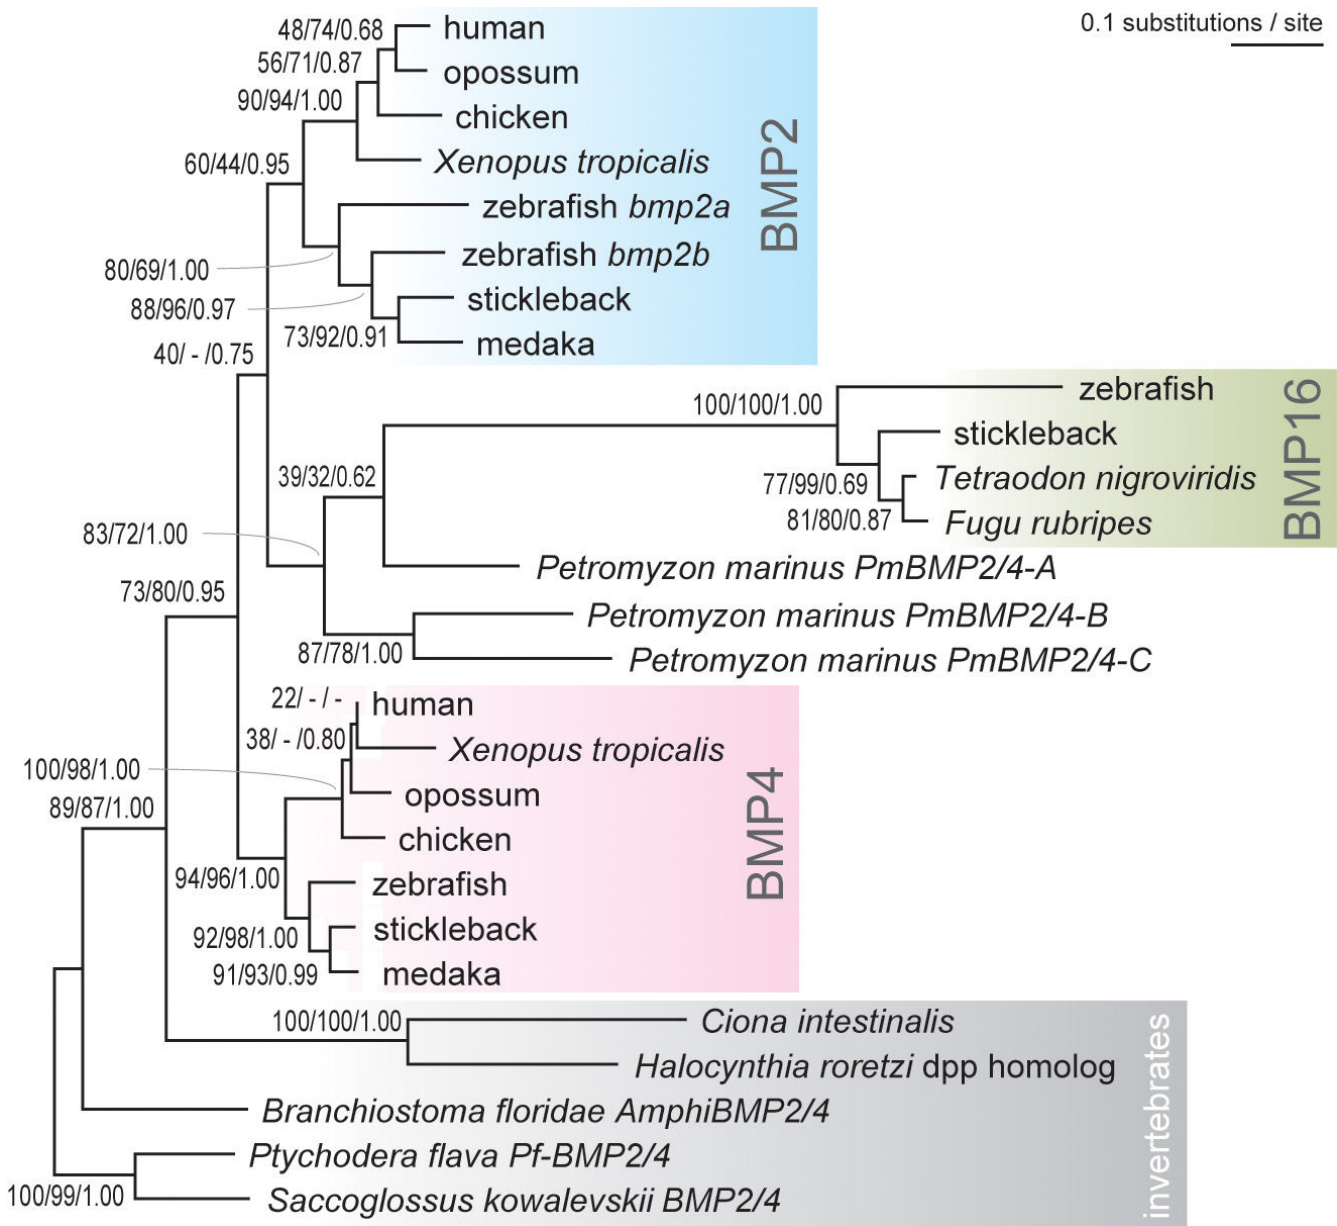 0.1 substitutions / site
48/74/0.68
human
56/71/0.87
opossum
90/94/1.00
chicken
60/44/0.95
Xenopus tropicalis
zebrafish bmp2a
80/69/1.00
zebrafish bmp2b
88/96/0.97
stickleback
73/92/0.91
medaka
BMP2
40/ - /0.75
zebrafish
100/100/1.00
stickleback
39/32/0.62
77/99/0.69
Tetraodon nigroviridis
81/80/0.87
Fugu rubripes
BMP16
83/72/1.00
Petromyzon marinus PmBMP2/4-A
73/80/0.95
Petromyzon marinus PmBMP2/4-B
87/78/1.00
Petromyzon marinus PmBMP2/4-C
22/ - / -
human
38/ - /0.80
Xenopus tropicalis
100/98/1.00
opossum
89/87/1.00
chicken
94/96/1.00
zebrafish
92/98/1.00
stickleback
91/93/0.99
medaka
BMP4
100/100/1.00
Ciona intestinalis
Halocynthia roretzi dpp homolog
Branchiostoma floridae AmphiBMP2/4
Ptychodera flava Pf-BMP2/4
100/99/1.00
Saccoglossus kowalevskii BMP2/4
invertebrates